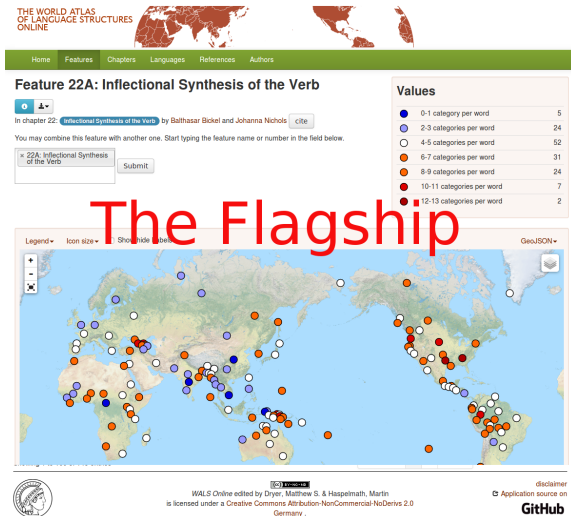 THE WORLD ATLAS
OF LANGUAGE STRUCTURES
ONLINE
Home Features Chapters Languages References Authors
Feature 22A: Inflectional Synthesis of the Verb
In chapter 22: Inflectional Synthesis of the Verb by Balthasar Bickel and Johanna Nichols cite
You may combine this feature with another one. Start typing the feature name or number in the field below.
× 22A: Inflectional Synthesis
of the Verb
Submit
Values
0-1 category per word 5
2-3 categories per word 24
4-5 categories per word 52
6-7 categories per word 31
8-9 categories per word 24
10-11 categories per word 7
12-13 categories per word 2
The Flagship
Legend Icon size Show/hide Labels GeoJSON
+
-
WALS Online edited by Dryer, Matthew S. & Haspelmath, Martin
is licensed under a Creative Commons Attribution-NonCommercial-NoDerivs 2.0
Germany .
disclaimer
Application source on
GitHub